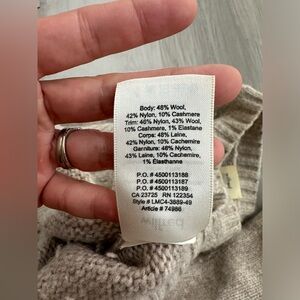 Body: 48% Wool,
42% Nylon, 10% Cashmere
Trim: 46% Nylon, 43% Wool,
10% Cashmere, 1% Elastane
Corps: 48% Laine,
42% Nylon, 10% Cachemire
Garniture: 46% Nylon,
43% Laine, 10% Cachemire,
1% Elasthanne
P.O. # 4500113188
P.O. # 4500113187
P.O. # 4500113189
CA 23725 RN 122354
Style # LMC4-3889-49
Article # 74986